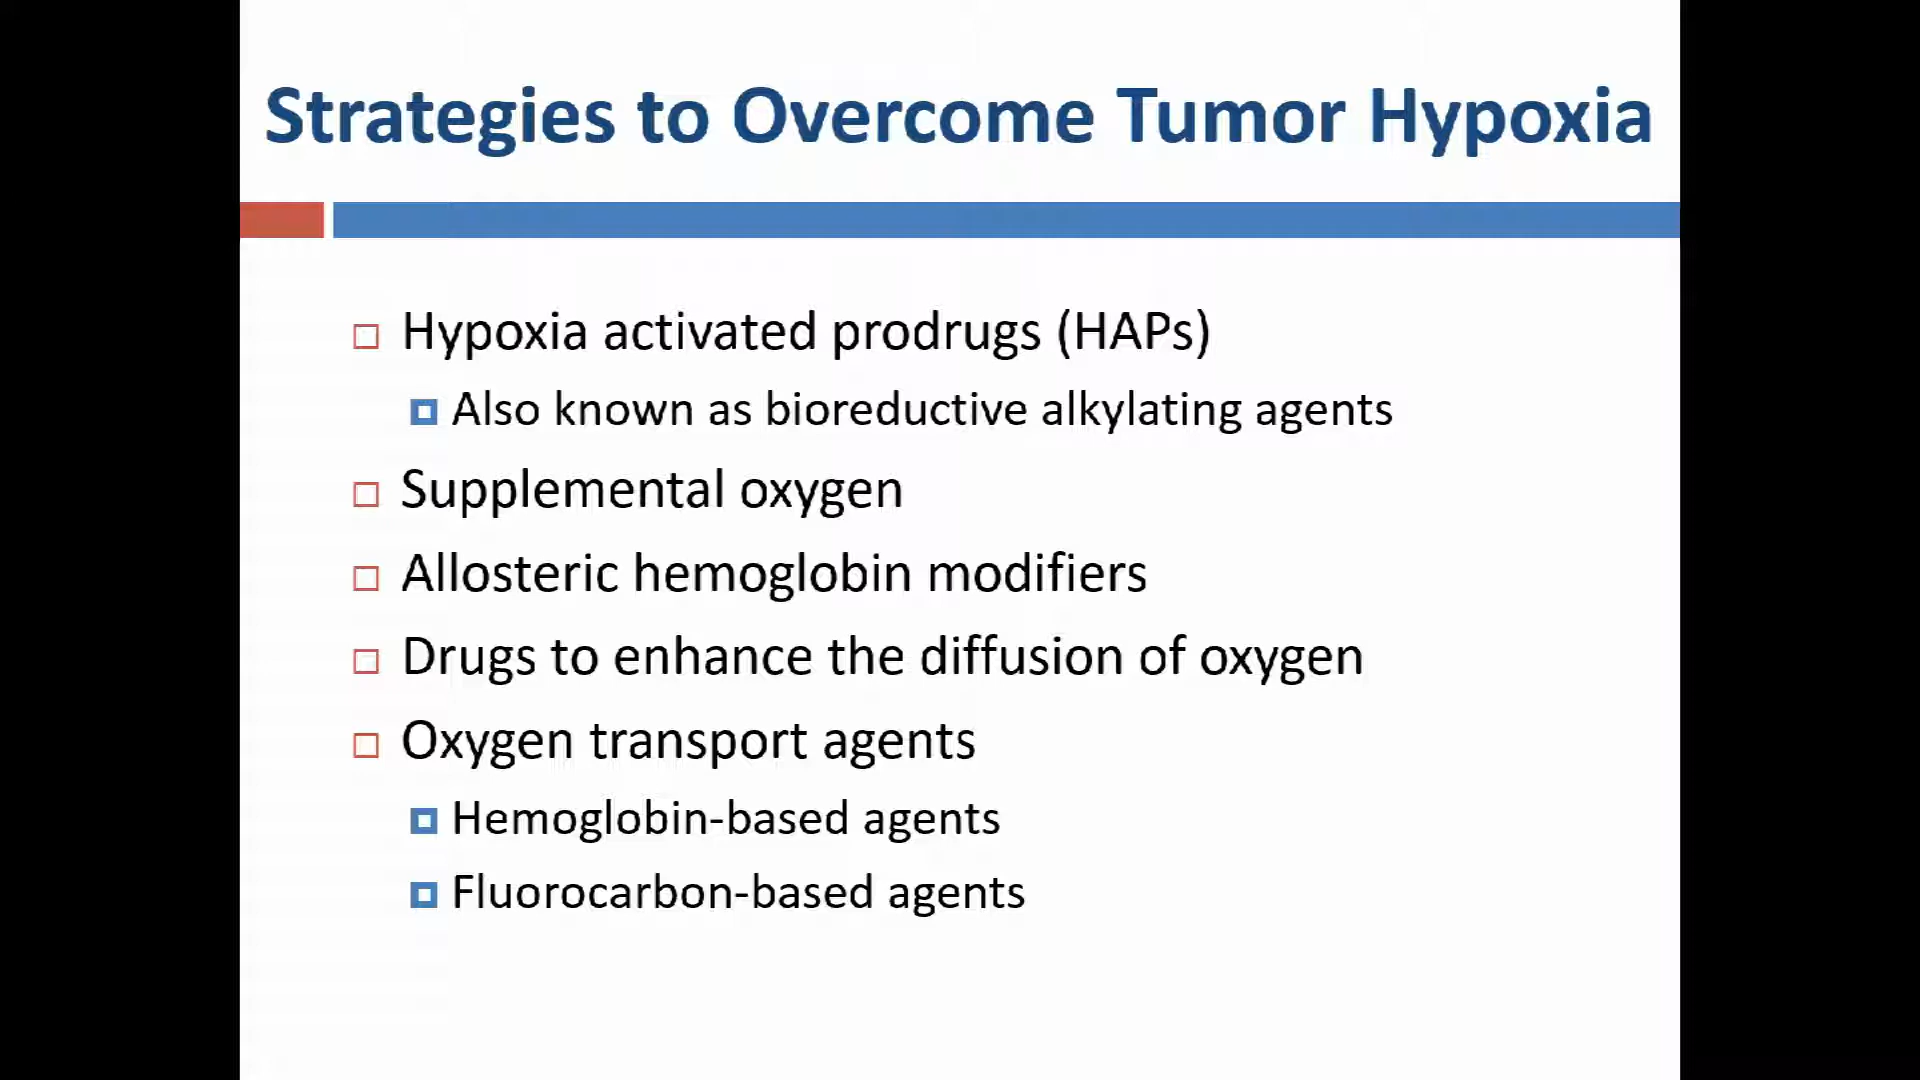 Strategies to Overcome Tumor Hypoxia
Hypoxia activated prodrugs (HAPs)
Also known as bioreductive alkylating agents
Supplemental oxygen
Allosteric hemoglobin modifiers
Drugs to enhance the diffusion of oxygen
Oxygen transport agents
Hemoglobin-based agents
Fluorocarbon-based agents